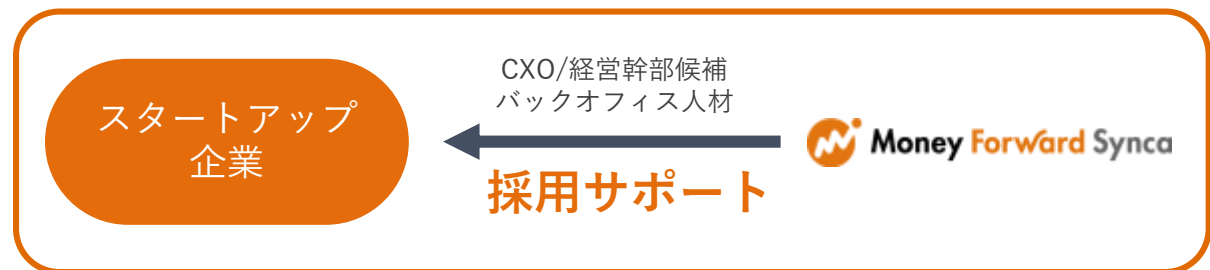 スタートアップ
企業
CXO/経営幹部候補
バックオフィス人材
採用サポート
Money Forward Synca